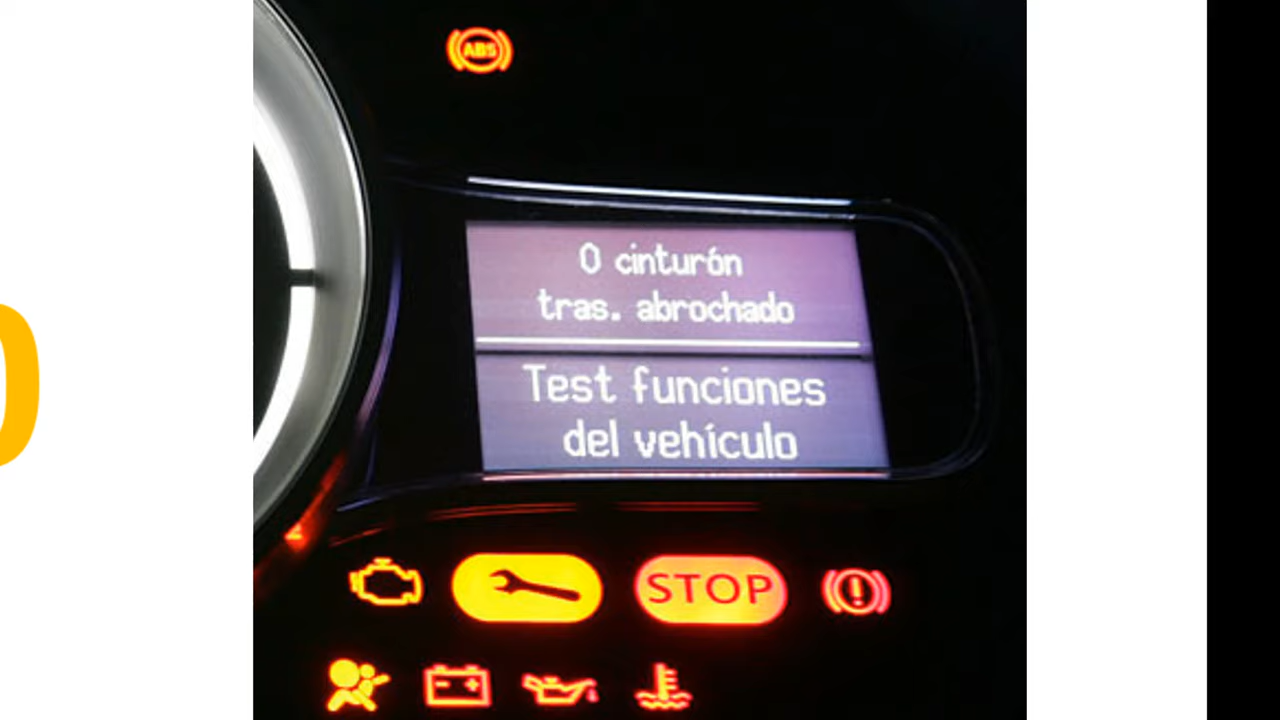 ABS
0 cinturón
tras. abrochado
Test funciones
del vehículo
STOP